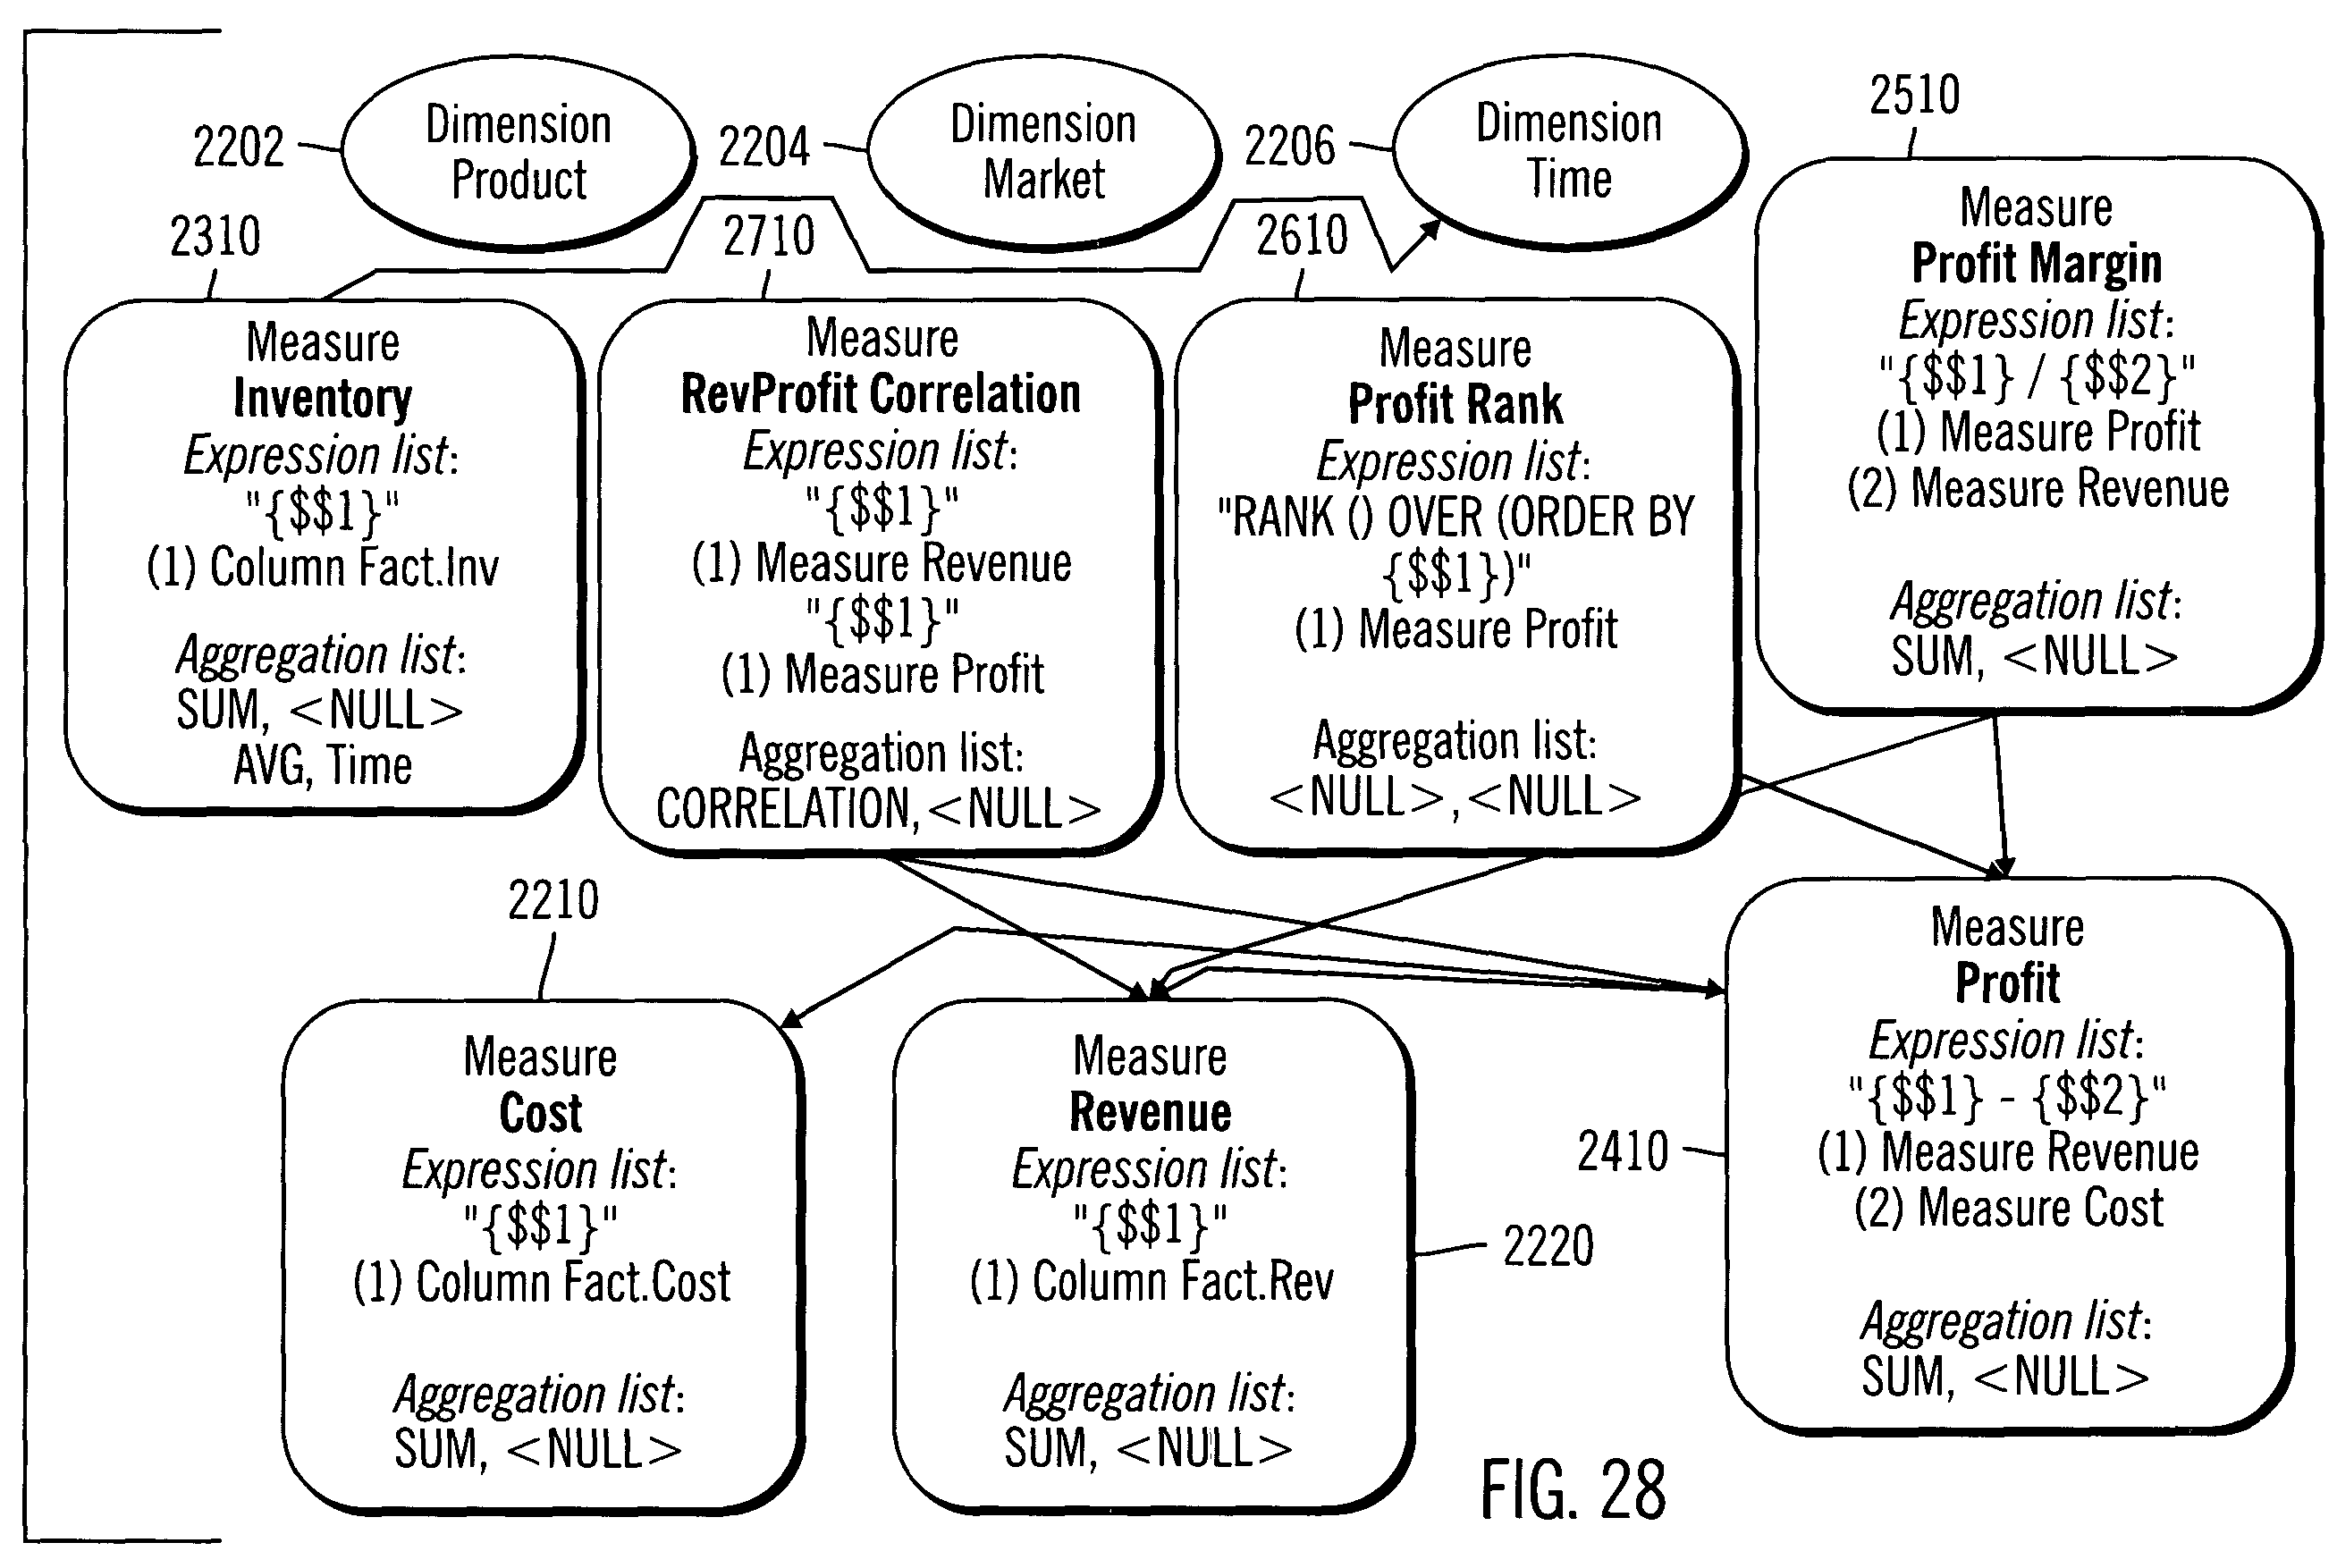 2202
Dimension
Product
2204
Dimension
Market
2206
Dimension
Time
2510
Measure
Profit Margin
Expression list:
"{$$1} / {$$2}"
(1) Measure Profit
(2) Measure Revenue
Aggregation list:
SUM, <NULL>
2310
Measure
Inventory
Expression list:
"{$$1}"
(1) Column Fact.Inv
Aggregation list:
SUM, <NULL>
AVG, Time
2710
Measure
RevProfit Correlation
Expression list:
"{$$1}"
(1) Measure Revenue
"{$$1}"
(1) Measure Profit
Aggregation list:
CORRELATION, <NULL>
2610
Measure
Profit Rank
Expression list:
"RANK () OVER (ORDER BY
{$$1})"
(1) Measure Profit
Aggregation list:
<NULL>, <NULL>
2210
Measure
Cost
Expression list:
"{$$1}"
(1) Column Fact.Cost
Aggregation list:
SUM, <NULL>
Measure
Revenue
Expression list:
"{$$1}"
(1) Column Fact.Rev
Aggregation list:
SUM, <NULL>
2220
2410
Measure
Profit
Expression list:
"{$$1} - {$$2}"
(1) Measure Revenue
(2) Measure Cost
Aggregation list:
SUM, <NULL>
FIG. 28